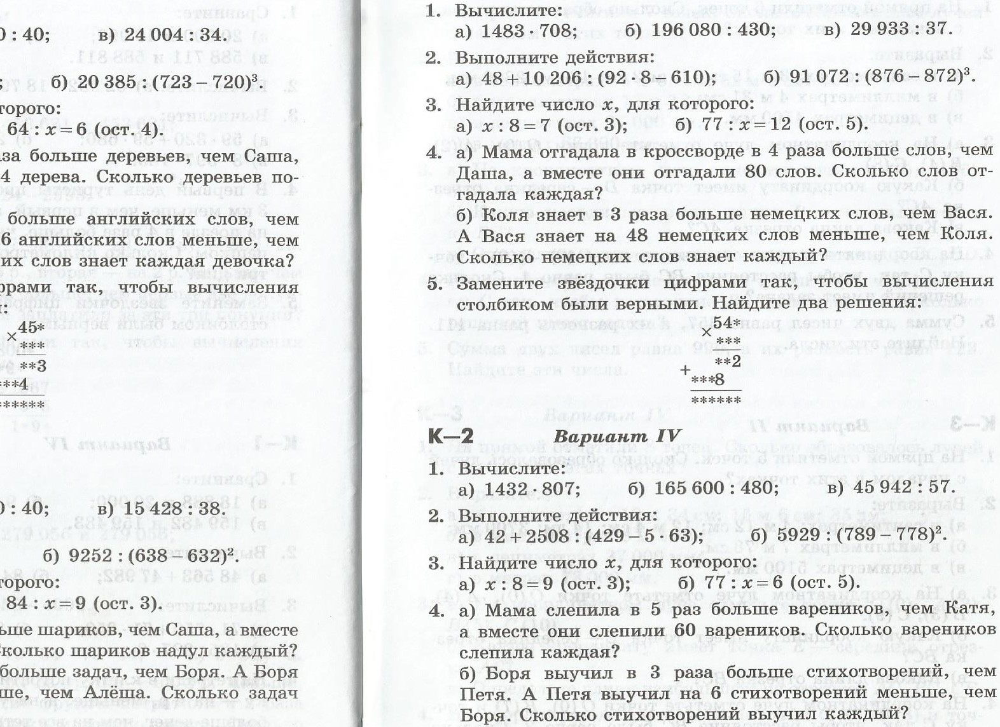 0 : 40; в) 24 004 : 34.
; б) 20 385 : (723 – 720)³.
торого:
64 : x = 6 (ост. 4).
аза больше деревьев, чем Саша,
4 дерева. Сколько деревьев по-
больше английских слов, чем
6 английских слов меньше, чем
их слов знает каждая девочка?
фрами так, чтобы вычисления
:
×45*
***
**3
***4
******
0 : 40; в) 15 428 : 38.
б) 9252 : (638 – 632)².
торого:
84 : x = 9 (ост. 3).
ьше шариков, чем Саша, а вместе
Сколько шариков надул каждый?
больше задач, чем Боря. А Боря
ше, чем Алёша. Сколько задач
1. Вычислите:
а) 1483 · 708; б) 196 080 : 430; в) 29 933 : 37.
2. Выполните действия:
а) 48 + 10 206 : (92 · 8 – 610); б) 91 072 : (876 – 872)³.
3. Найдите число x, для которого:
а) x : 8 = 7 (ост. 3); б) 77 : x = 12 (ост. 5).
4. а) Мама отгадала в кроссворде в 4 раза больше слов, чем
Даша, а вместе они отгадали 80 слов. Сколько слов от-
гадала каждая?
б) Коля знает в 3 раза больше немецких слов, чем Вася.
А Вася знает на 48 немецких слов меньше, чем Коля.
Сколько немецких слов знает каждый?
5. Замените звёздочки цифрами так, чтобы вычисления
столбиком были верными. Найдите два решения:
×54*
***
**2
+
***8
******
К–2 Вариант IV
1. Вычислите:
а) 1432 · 807; б) 165 600 : 480; в) 45 942 : 57.
2. Выполните действия:
а) 42 + 2508 : (429 – 5 · 63); б) 5929 : (789 – 778)².
3. Найдите число x, для которого:
а) x : 8 = 9 (ост. 3); б) 77 : x = 6 (ост. 5).
4. а) Мама слепила в 5 раз больше вареников, чем Катя,
а вместе они слепили 60 вареников. Сколько вареников
слепила каждая?
б) Боря выучил в 3 раза больше стихотворений, чем
Петя. А Петя выучил на 6 стихотворений меньше, чем
Боря. Сколько стихотворений выучил каждый?